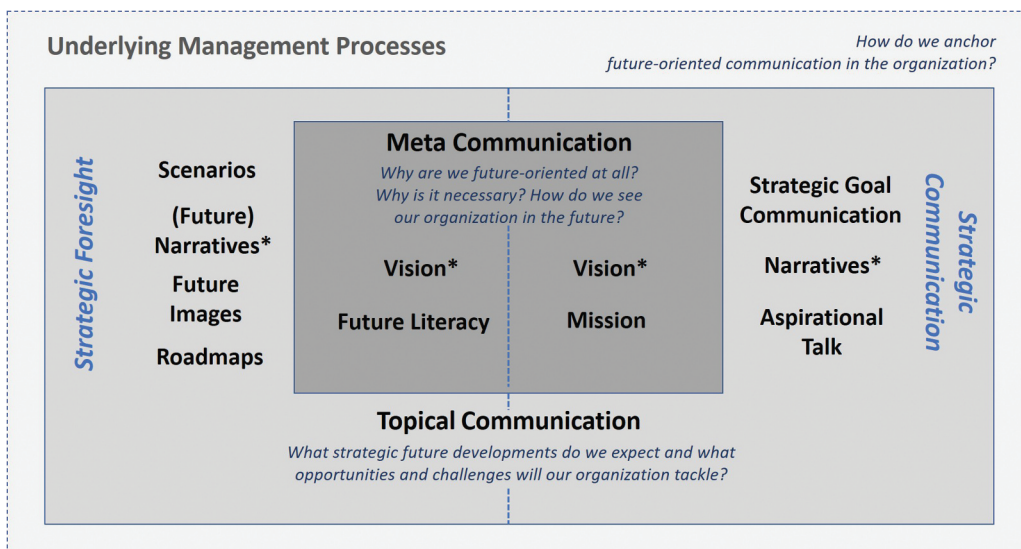 Underlying Management Processes
How do we anchor
future-oriented communication in the organization?
Strategic Foresight
Scenarios
(Future)
Narratives*
Future
Images
Roadmaps
Meta Communication
Why are we future-oriented at all?
Why is it necessary? How do we see
our organization in the future?
Vision*
Future Literacy
Vision*
Mission
Strategic Goal
Communication
Narratives*
Aspirational
Talk
Strategic
Communication
Topical Communication
What strategic future developments do we expect and what
opportunities and challenges will our organization tackle?